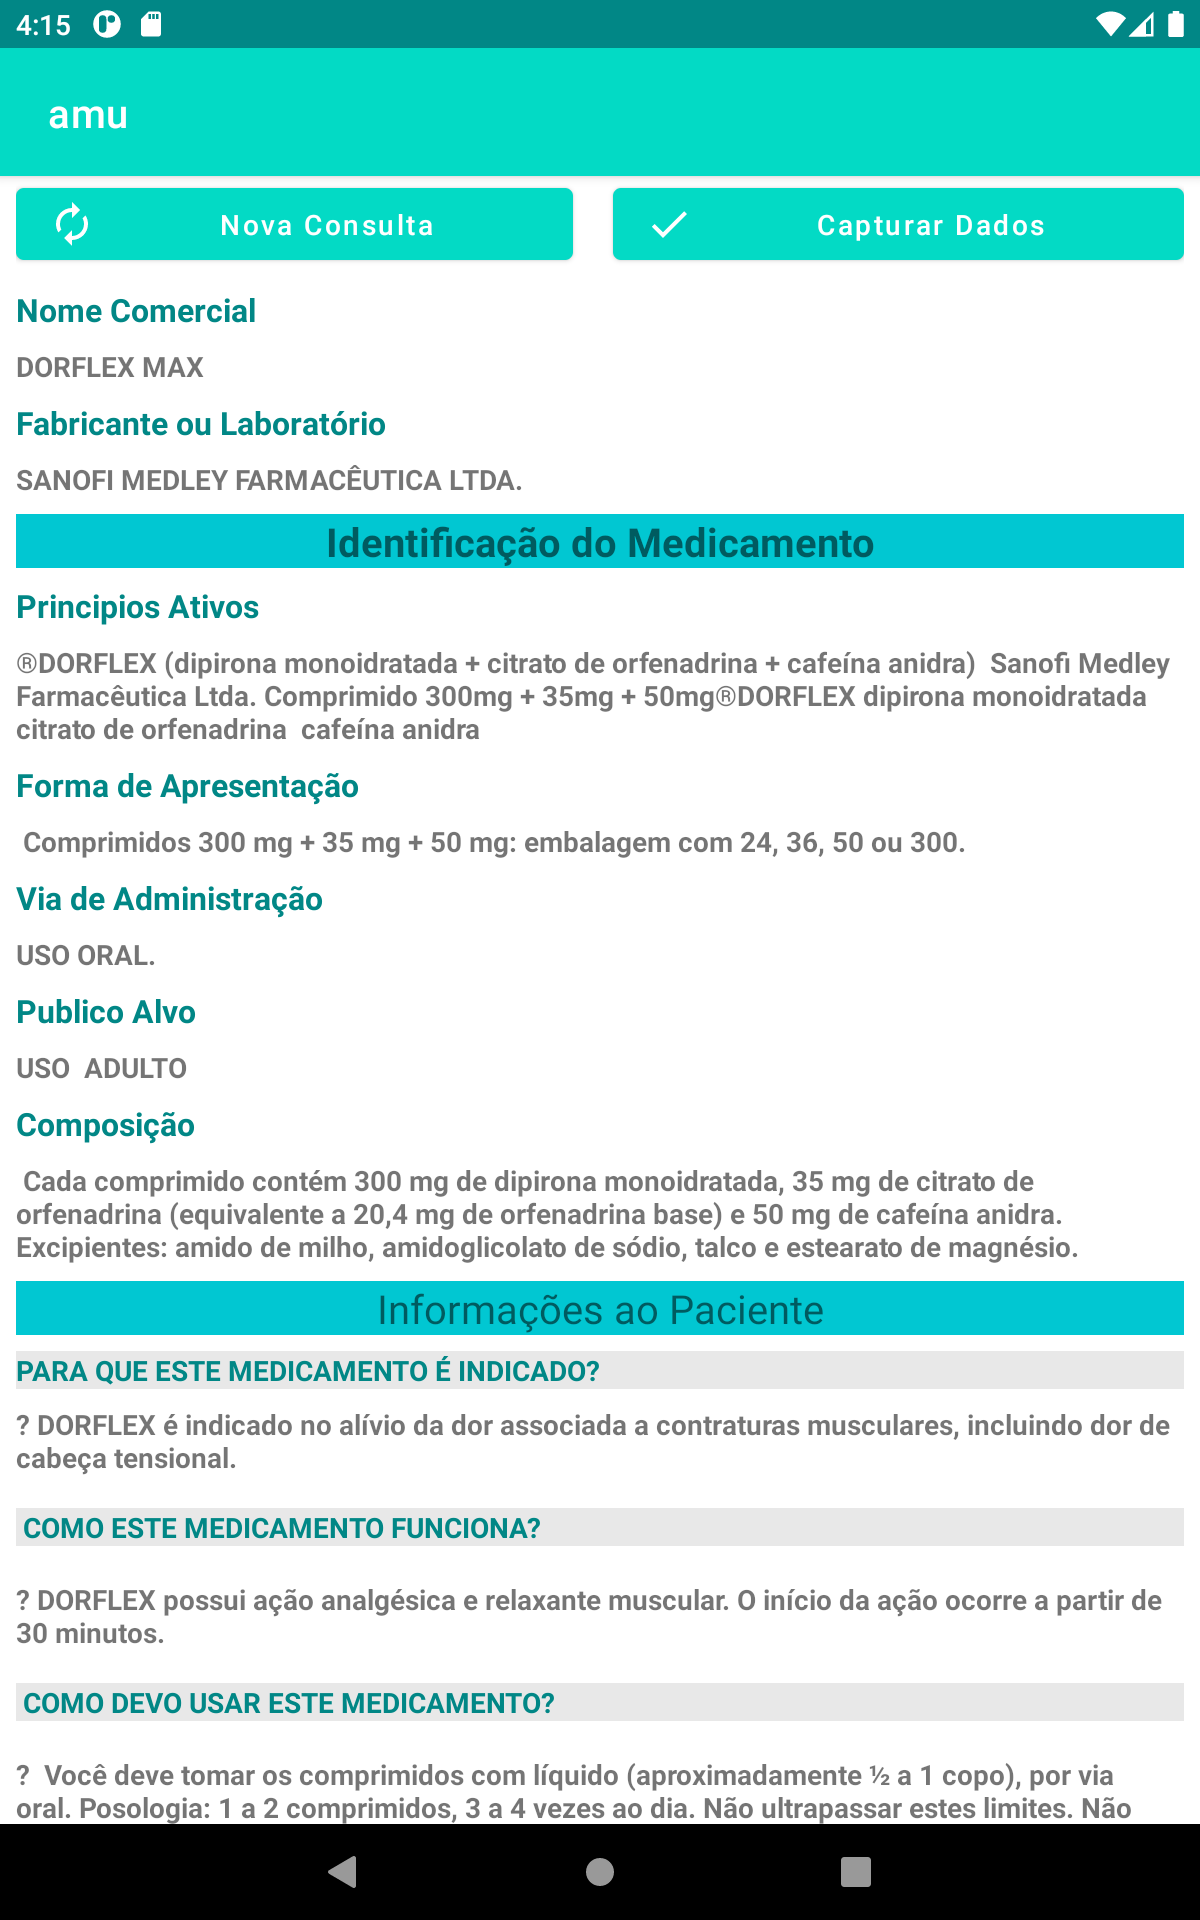 4:15
amu
Nova Consulta
Capturar Dados
Nome Comercial
DORFLEX MAX
Fabricante ou Laboratório
SANOFI MEDLEY FARMACÊUTICA LTDA.
Identificação do Medicamento
Principios Ativos
®DORFLEX (dipirona monoidratada + citrato de orfenadrina + cafeína anidra)  Sanofi Medley
Farmacêutica Ltda. Comprimido 300mg + 35mg + 50mg®DORFLEX dipirona monoidratada
citrato de orfenadrina  cafeína anidra
Forma de Apresentação
Comprimidos 300 mg + 35 mg + 50 mg: embalagem com 24, 36, 50 ou 300.
Via de Administração
USO ORAL.
Publico Alvo
USO  ADULTO
Composição
Cada comprimido contém 300 mg de dipirona monoidratada, 35 mg de citrato de
orfenadrina (equivalente a 20,4 mg de orfenadrina base) e 50 mg de cafeína anidra.
Excipientes: amido de milho, amidoglicolato de sódio, talco e estearato de magnésio.
Informações ao Paciente
PARA QUE ESTE MEDICAMENTO É INDICADO?
? DORFLEX é indicado no alívio da dor associada a contraturas musculares, incluindo dor de
cabeça tensional.
COMO ESTE MEDICAMENTO FUNCIONA?
? DORFLEX possui ação analgésica e relaxante muscular. O início da ação ocorre a partir de
30 minutos.
COMO DEVO USAR ESTE MEDICAMENTO?
?  Você deve tomar os comprimidos com líquido (aproximadamente ½ a 1 copo), por via
oral. Posologia: 1 a 2 comprimidos, 3 a 4 vezes ao dia. Não ultrapassar estes limites. Não